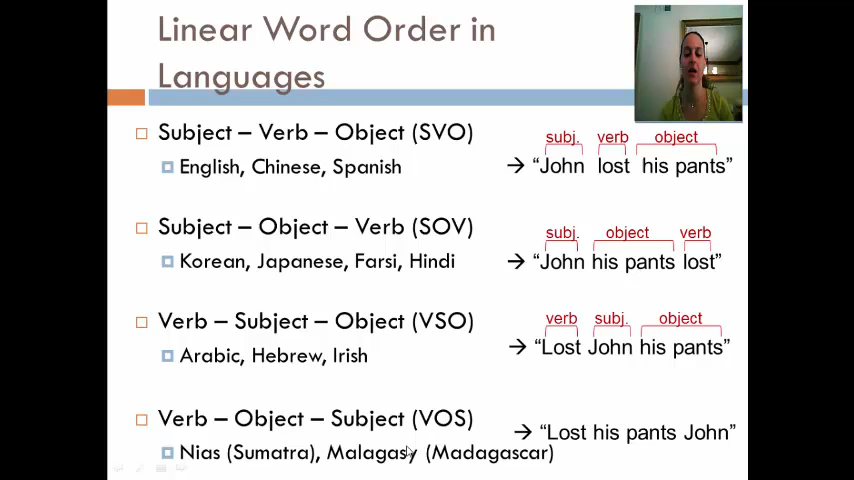 Linear Word Order in
Languages
Subject – Verb – Object (SVO)
English, Chinese, Spanish
subj. verb object
→ “John lost his pants”
Subject – Object – Verb (SOV)
Korean, Japanese, Farsi, Hindi
subj. object verb
→ “John his pants lost”
Verb – Subject – Object (VSO)
Arabic, Hebrew, Irish
verb subj. object
→ “Lost John his pants”
Verb – Object – Subject (VOS)
Nias (Sumatra), Malagasy (Madagascar)
→ “Lost his pants John”